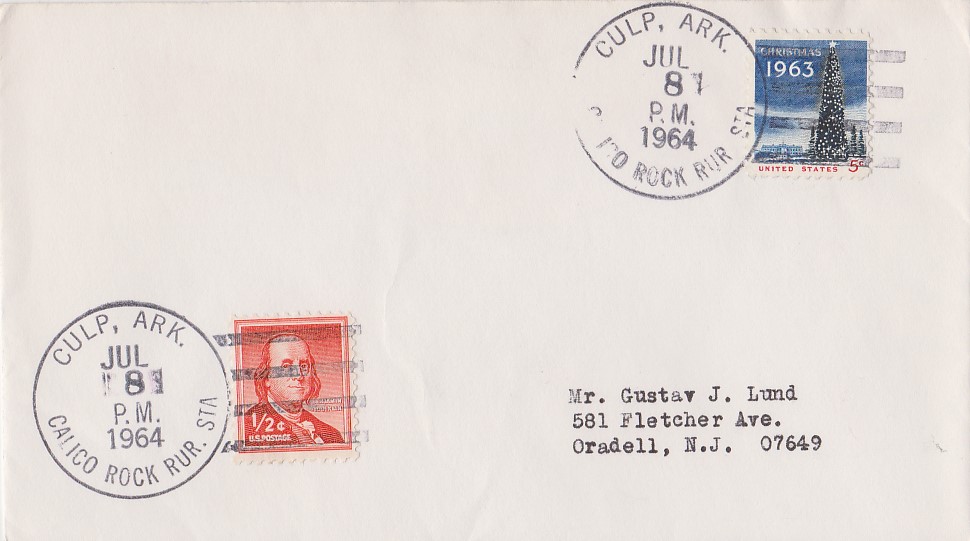 CULP, ARK.
JUL
81
P.M.
1964
ROCK RUR STA
CHRISTMAS
1963
UNITED STATES 5c
CULP, ARK.
JUL
81
P.M.
1964
CALICO ROCK RUR. STA
1/2¢
U.S. POSTAGE
Mr. Gustav J. Lund
581 Fletcher Ave.
Oradell, N.J. 07649